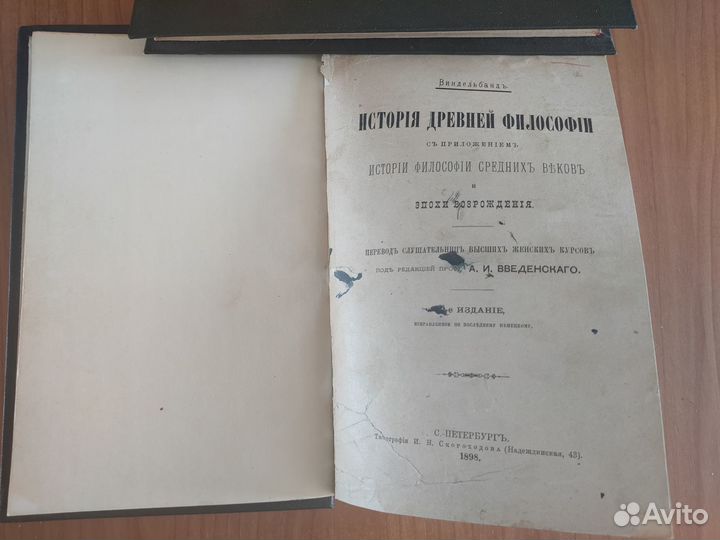 Виндельбандъ.
ИСТОРІЯ ДРЕВНЕЙ ФИЛОСОФІИ
СЪ ПРИЛОЖЕНІЕМЪ
ИСТОРІИ ФИЛОСОФІИ СРЕДНИХЪ ВѢКОВЪ
И
ЭПОХИ ВОЗРОЖДЕНІЯ.
ПЕРЕВОДЪ СЛУШАТЕЛЬНИЦЪ ВЫСШИХЪ ЖЕНСКИХЪ КУРСОВЪ
ПОДЪ РЕДАКЦІЕЙ ПРОФ. А. И. ВВЕДЕНСКАГО.
е ИЗДАНІЕ,
ИСПРАВЛЕННОЕ ПО ПОСЛѢДНЕМУ НѢМЕЦКОМУ.
С.-ПЕТЕРБУРГЪ.
Типографія И. Н. Скороходова (Надеждинская, 43).
1898.
Avito